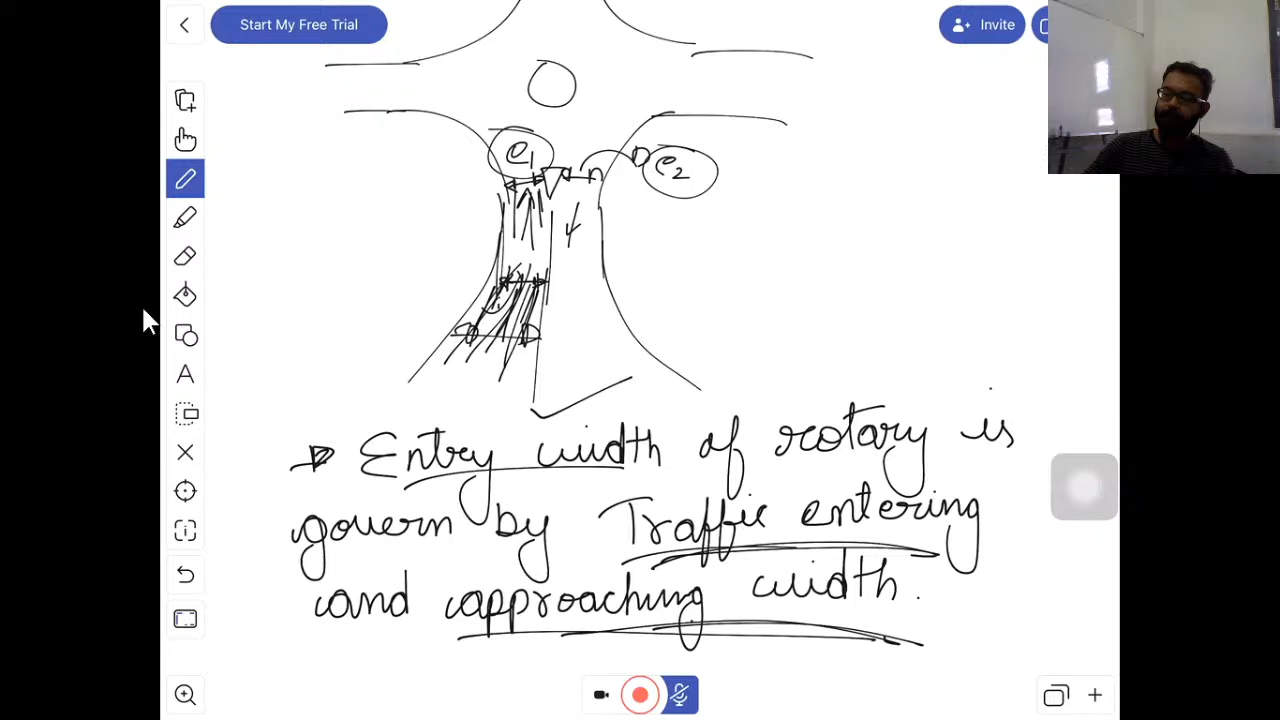 Start My Free Trial
Invite
e1
e2
Entry width of rotary is
govern by Traffic entering
and approaching width.